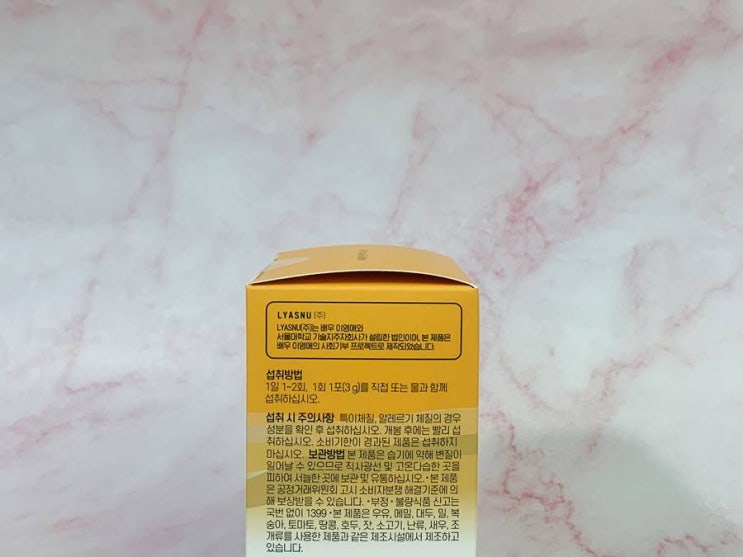 LYASNU (주)
LYASNU(주)는 배우 이영애와
서울대학교 기술지주자회사가 설립한 법인이며, 본 제품은
배우 이영애의 사회기부 프로젝트로 제작되었습니다.
섭취방법
1일 1~2회, 1회 1포(3 g)를 직접 또는 물과 함께
섭취하십시오.
섭취 시 주의사항 특이체질, 알레르기 체질의 경우
성분을 확인 후 섭취하십시오. 개봉 후에는 빨리 섭
취하십시오. 소비기한이 경과된 제품은 섭취하지
마십시오. 보관방법 본 제품은 습기에 약해 변질이
일어날 수 있으므로 직사광선 및 고온다습한 곳을
피하여 서늘한 곳에 보관 및 유통하십시오. •본 제품
은 공정거래위원회 고시 소비자분쟁 해결기준에 의
해 보상받을 수 있습니다. •부정·불량식품 신고는
국번 없이 1399 •본 제품은 우유, 메밀, 대두, 밀, 복
숭아, 토마토, 땅콩, 호두, 잣, 소고기, 난류, 새우, 조
개류를 사용한 제품과 같은 제조시설에서 제조하고
있습니다.